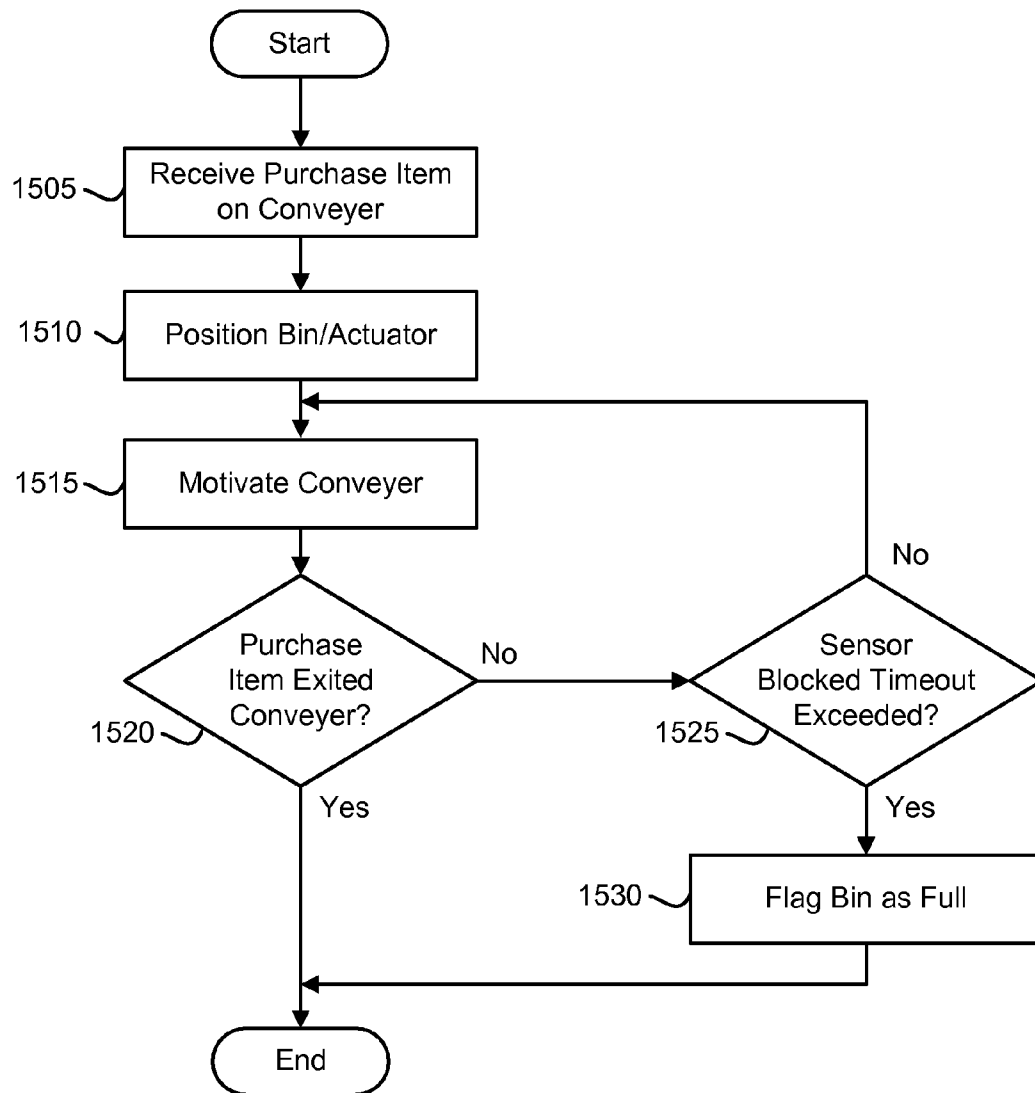 Start
1505
Receive Purchase Item
on Conveyer
1510
Position Bin/Actuator
1515
Motivate Conveyer
No
Purchase
Item Exited
Conveyer?
No
Sensor
Blocked Timeout
Exceeded?
1520
1525
Yes
Yes
1530
Flag Bin as Full
End